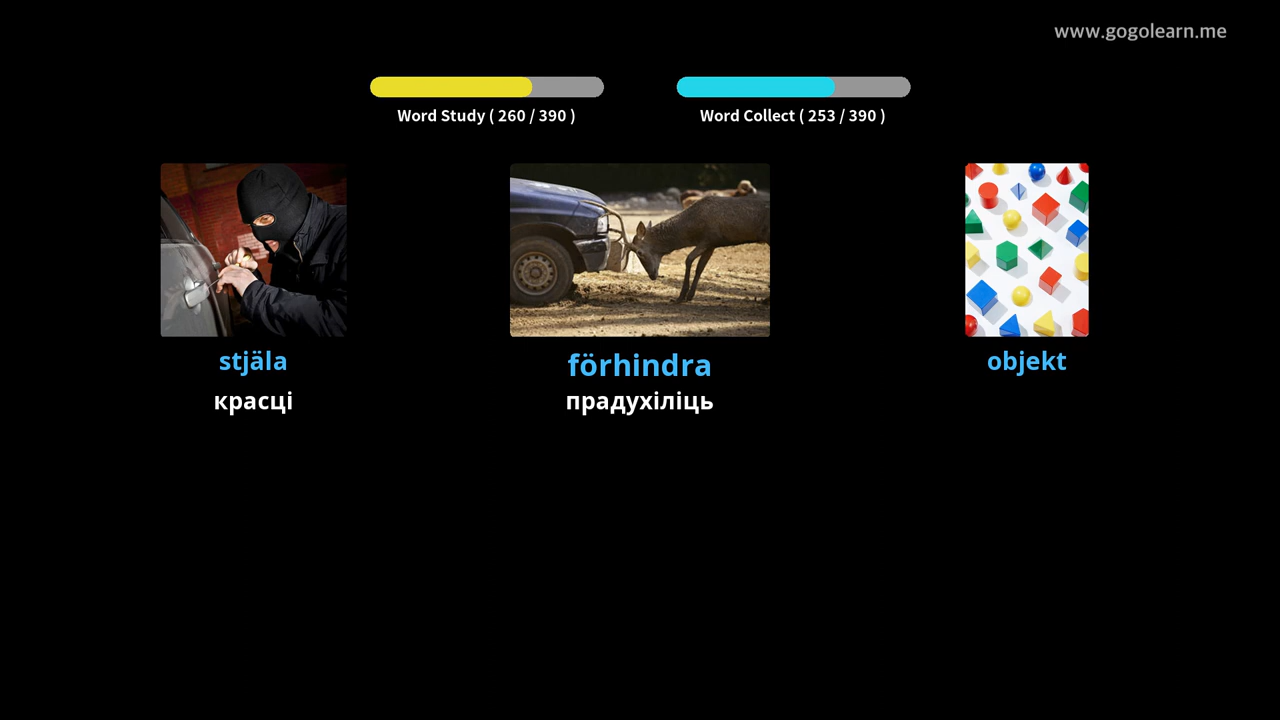 www.gogolearn.me
Word Study ( 260 / 390 )
Word Collect ( 253 / 390 )
stjäla
förhindra
objekt
красці
прадухіліць